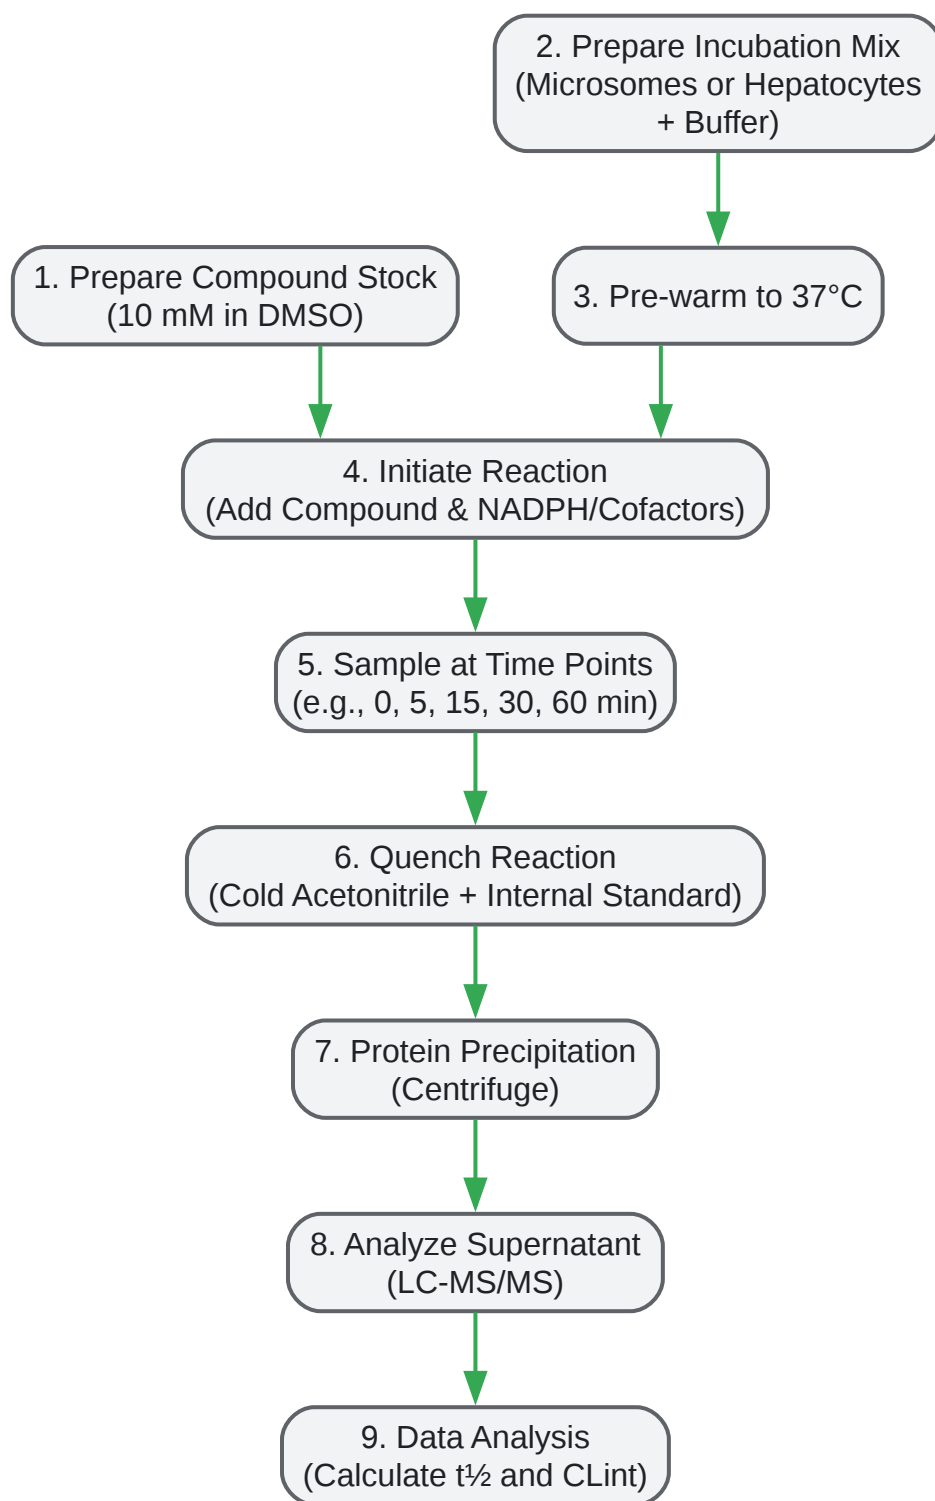 2. Prepare Incubation Mix
(Microsomes or Hepatocytes
+ Buffer)
1. Prepare Compound Stock
(10 mM in DMSO)
3. Pre-warm to 37°C
4. Initiate Reaction
(Add Compound & NADPH/Cofactors)
5. Sample at Time Points
(e.g., 0, 5, 15, 30, 60 min)
6. Quench Reaction
(Cold Acetonitrile + Internal Standard)
7. Protein Precipitation
(Centrifuge)
8. Analyze Supernatant
(LC-MS/MS)
9. Data Analysis
(Calculate t½ and CLint)